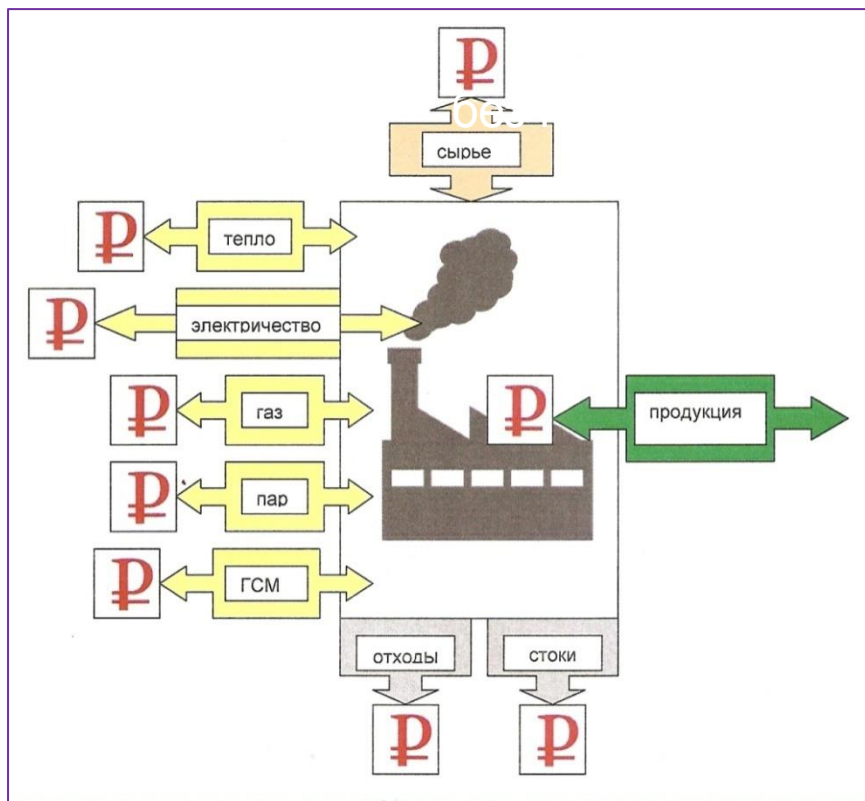 сырье
тепло
электричество
газ
продукция
пар
ГСМ
отходы
стоки